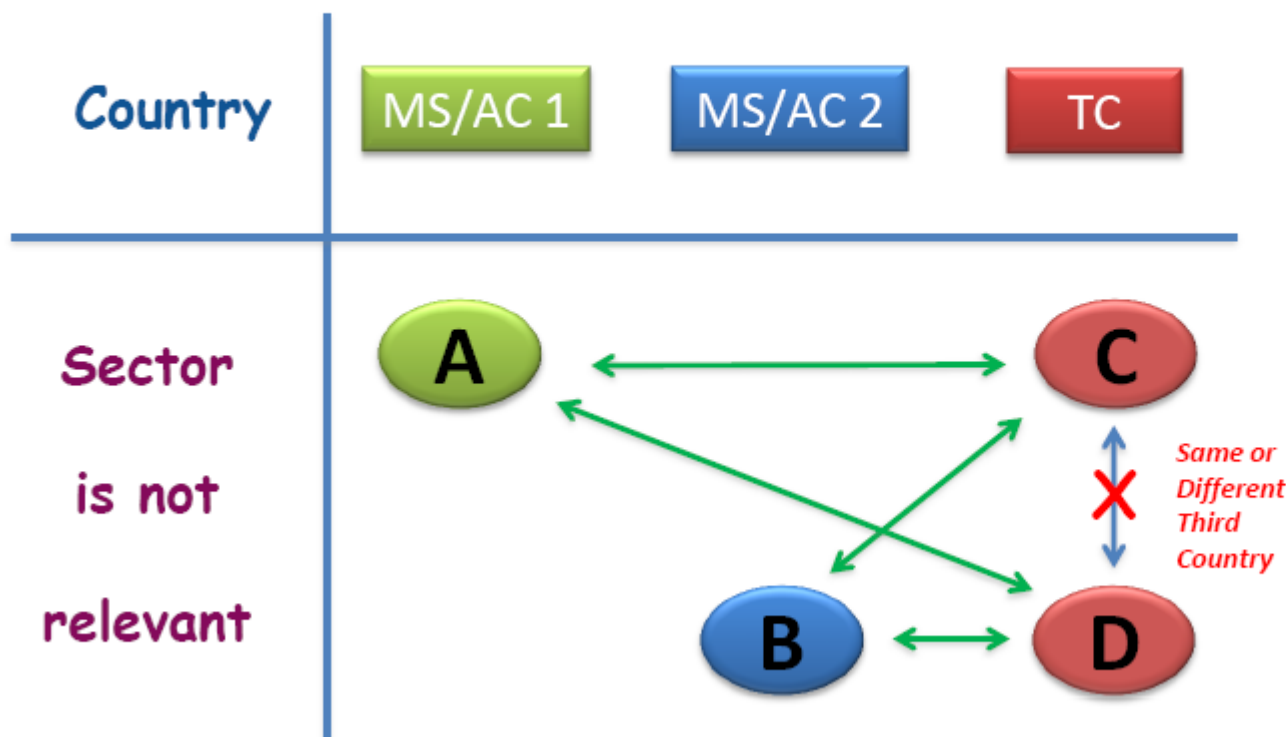 Country
MS/AC 1
MS/AC 2
TC
Sector
is not
relevant
A
C
Same or
Different
Third
Country
B
D